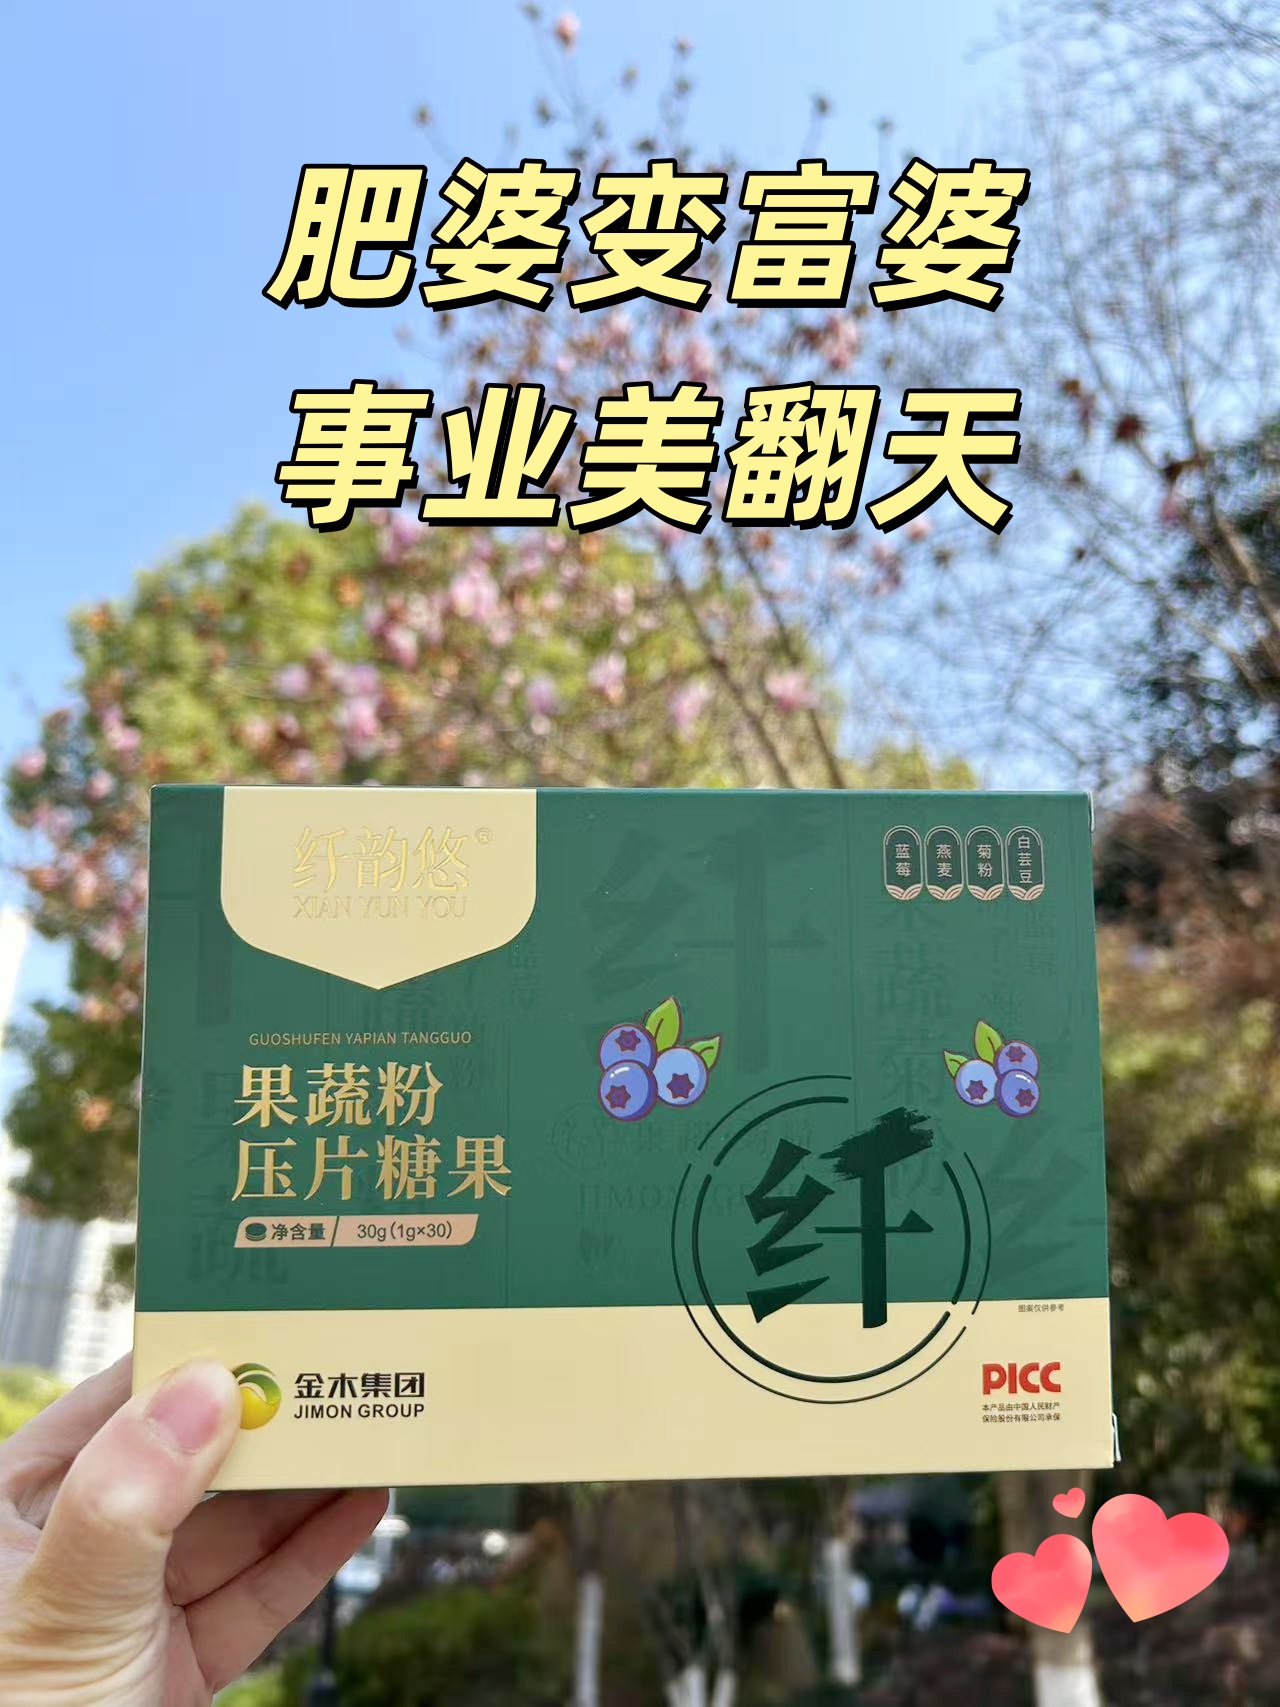 肥婆变富婆
事业美翻天
纤韵悠®
XIAN YUN YOU
蓝莓 燕麦 菊粉 白芸豆
GUOSHUFEN YAPIAN TANGGUO
果蔬粉
压片糖果
净含量 30g(1g×30)
纤
图案仅供参考
金木集团
JIMON GROUP
PICC
本产品由中国人民财产
保险股份有限公司承保